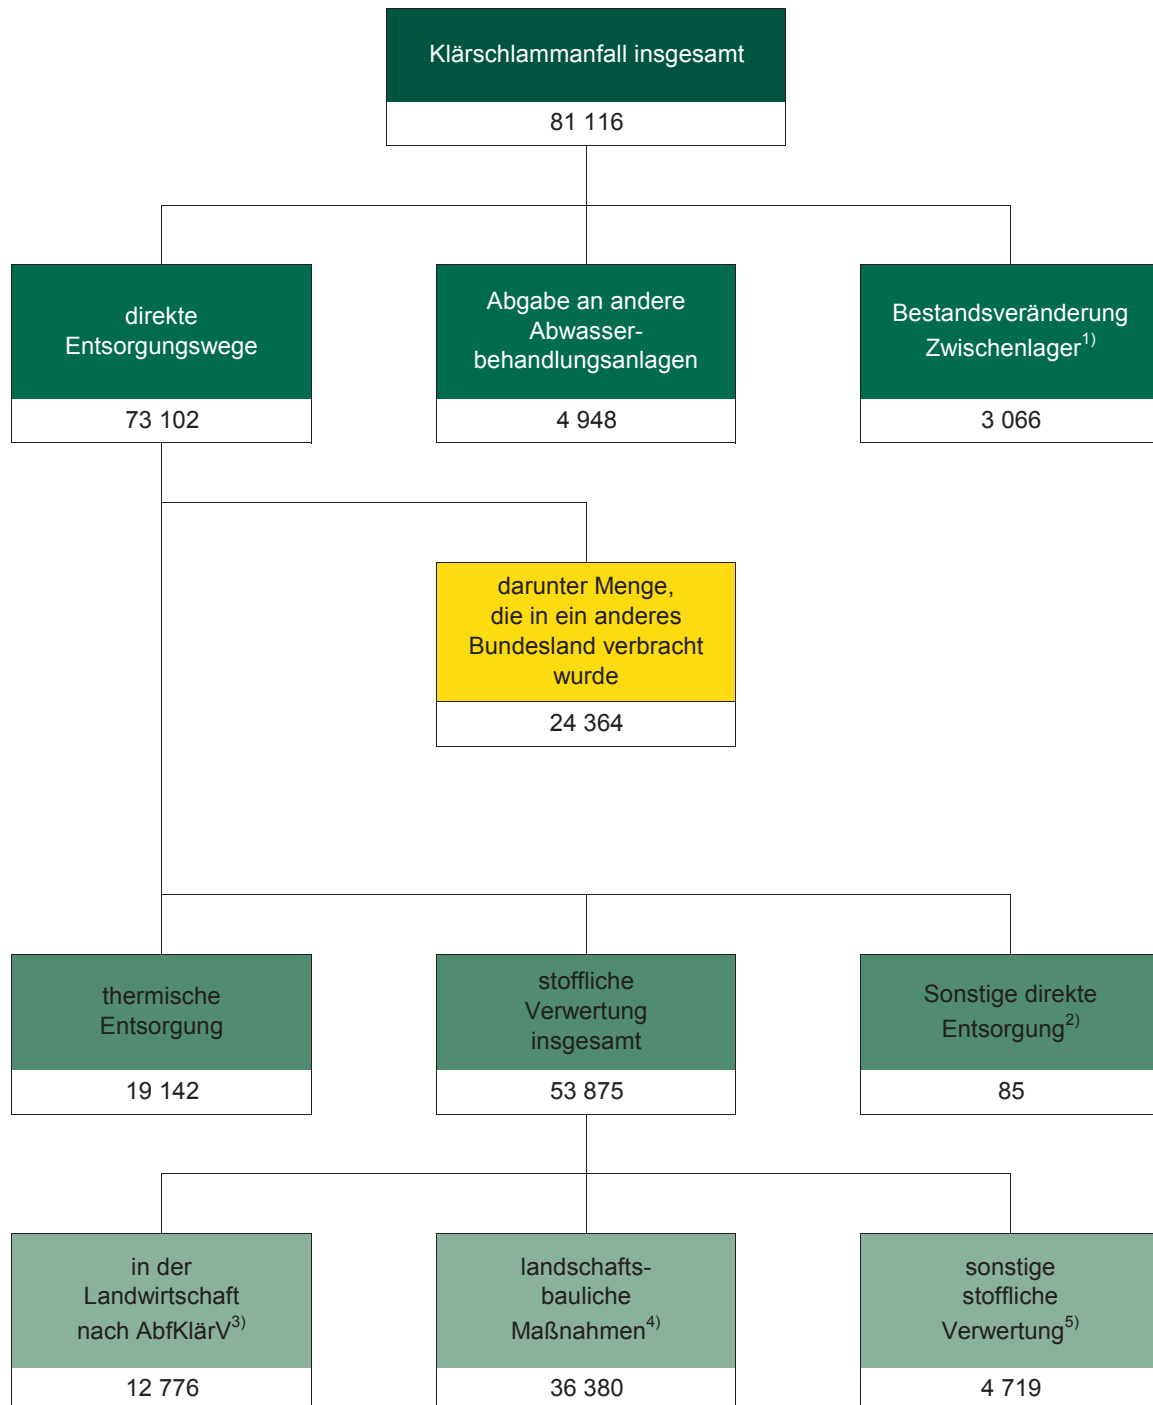 Klärschlammanfall insgesamt
81 116
direkte
Entsorgungswege
73 102
Abgabe an andere
Abwasser-
behandlungsanlagen
4 948
Bestandsveränderung
Zwischenlager1)
3 066
darunter Menge,
die in ein anderes
Bundesland verbracht
wurde
24 364
thermische
Entsorgung
19 142
stoffliche
Verwertung
insgesamt
53 875
Sonstige direkte
Entsorgung2)
85
in der
Landwirtschaft
nach AbfKlärV3)
12 776
landschafts-
bauliche
Maßnahmen4)
36 380
sonstige
stoffliche
Verwertung5)
4 719